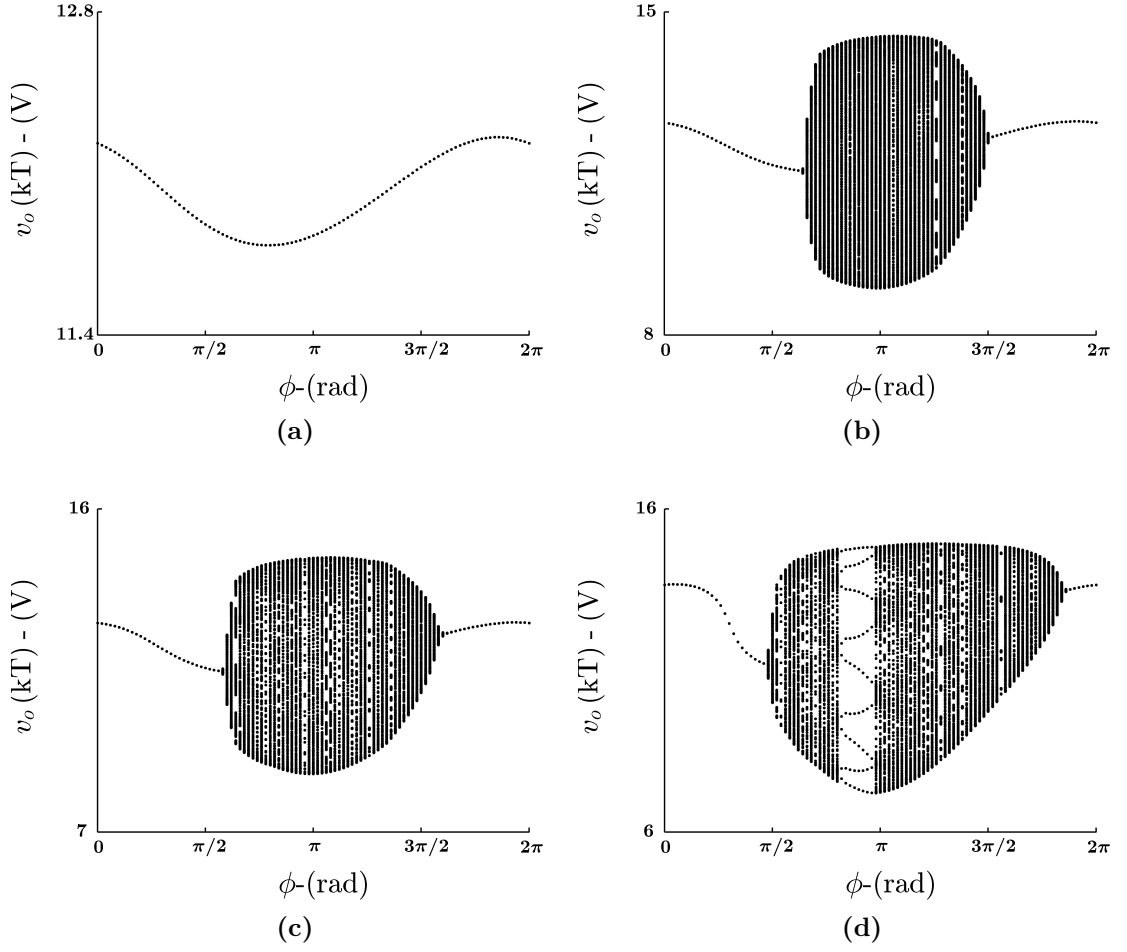 12.8
v_o (kT) - (V)
11.4
0 π/2 π 3π/2 2π
ϕ-(rad)
(a)
15
v_o (kT) - (V)
8
0 π/2 π 3π/2 2π
ϕ-(rad)
(b)
16
v_o (kT) - (V)
7
0 π/2 π 3π/2 2π
ϕ-(rad)
(c)
16
v_o (kT) - (V)
6
0 π/2 π 3π/2 2π
ϕ-(rad)
(d)